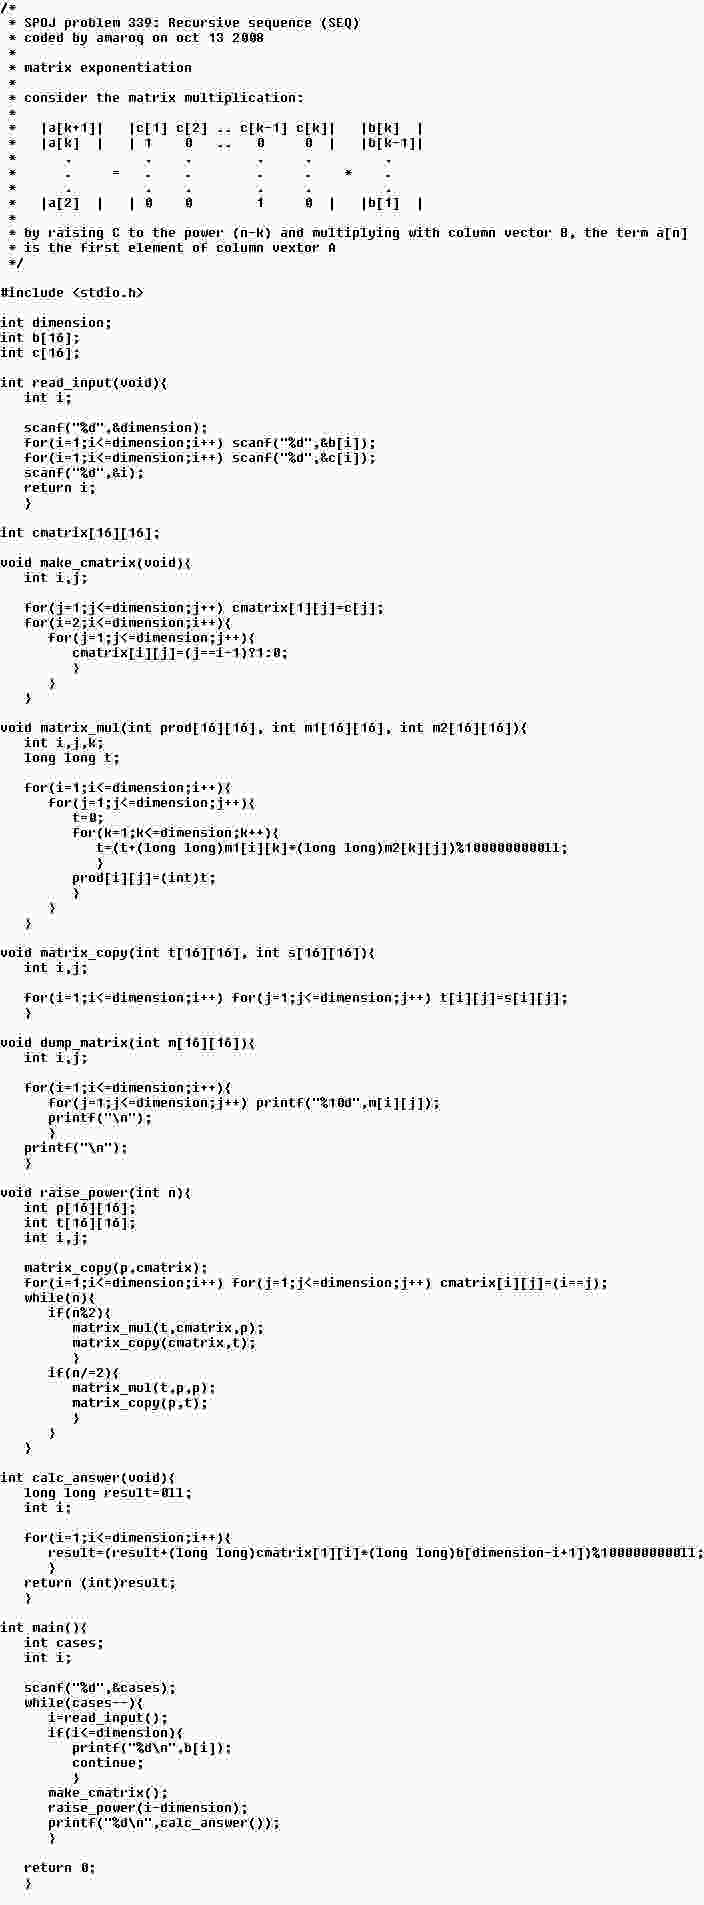 /*
 * SPOJ problem 339: Recursive sequence (SEQ)
 * coded by amaroq on oct 13 2008
 *
 * matrix exponentiation
 *
 * consider the matrix multiplication:
 *
 *   |a[k+1]|   |c[1] c[2] .. c[k-1] c[k]|   |b[k]  |
 *   |a[k]  |   | 1    0   ..   0     0  |   |b[k-1]|
 *      .         .    .        .     .         .
 *      .     =   .    .        .     .    *    .
 *      .         .    .        .     .         .
 *   |a[2]  |   | 0    0        1     0  |   |b[1]  |
 *
 * by raising C to the power (n-k) and multiplying with column vector B, the term a[n]
 * is the first element of column vextor A
 */

#include <stdio.h>

int dimension;
int b[16];
int c[16];

int read_input(void){
   int i;

   scanf("%d",&dimension);
   for(i=1;i<=dimension;i++) scanf("%d",&b[i]);
   for(i=1;i<=dimension;i++) scanf("%d",&c[i]);
   scanf("%d",&i);
   return i;
   }

int cmatrix[16][16];

void make_cmatrix(void){
   int i,j;

   for(j=1;j<=dimension;j++) cmatrix[1][j]=c[j];
   for(i=2;i<=dimension;i++){
      for(j=1;j<=dimension;j++){
         cmatrix[i][j]=(j==i-1)?1:0;
         }
      }
   }

void matrix_mul(int prod[16][16], int m1[16][16], int m2[16][16]){
   int i,j,k;
   long long t;

   for(i=1;i<=dimension;i++){
      for(j=1;j<=dimension;j++){
         t=0;
         for(k=1;k<=dimension;k++){
            t=(t+(long long)m1[i][k]*(long long)m2[k][j])%1000000000ll;
            }
         prod[i][j]=(int)t;
         }
      }
   }

void matrix_copy(int t[16][16], int s[16][16]){
   int i,j;

   for(i=1;i<=dimension;i++) for(j=1;j<=dimension;j++) t[i][j]=s[i][j];
   }

void dump_matrix(int m[16][16]){
   int i,j;

   for(i=1;i<=dimension;i++){
      for(j=1;j<=dimension;j++) printf("%10d",m[i][j]);
      printf("\n");
      }
   printf("\n");
   }

void raise_power(int n){
   int p[16][16];
   int t[16][16];
   int i,j;

   matrix_copy(p,cmatrix);
   for(i=1;i<=dimension;i++) for(j=1;j<=dimension;j++) cmatrix[i][j]=(i==j);
   while(n){
      if(n%2){
         matrix_mul(t,cmatrix,p);
         matrix_copy(cmatrix,t);
         }
      if(n/=2){
         matrix_mul(t,p,p);
         matrix_copy(p,t);
         }
      }
   }

int calc_answer(void){
   long long result=0ll;
   int i;

   for(i=1;i<=dimension;i++){
      result=(result+(long long)cmatrix[1][i]*(long long)b[dimension-i+1])%1000000000ll;
      }
   return (int)result;
   }

int main(){
   int cases;
   int i;

   scanf("%d",&cases);
   while(cases--){
      i=read_input();
      if(i<=dimension){
         printf("%d\n",b[i]);
         continue;
         }
      make_cmatrix();
      raise_power(i-dimension);
      printf("%d\n",calc_answer());
      }

   return 0;
   }